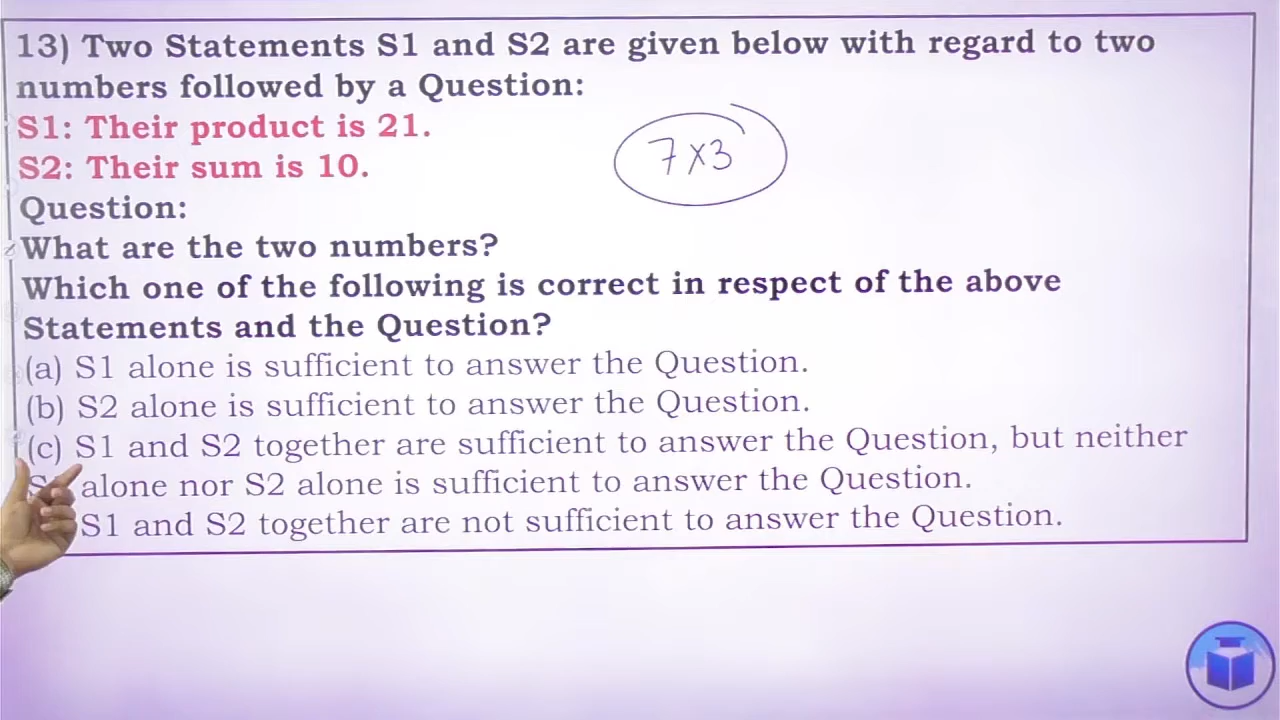 13) Two Statements S1 and S2 are given below with regard to two
numbers followed by a Question:
S1: Their product is 21.
7 x 3
S2: Their sum is 10.
Question:
What are the two numbers?
Which one of the following is correct in respect of the above
Statements and the Question?
(a) S1 alone is sufficient to answer the Question.
(b) S2 alone is sufficient to answer the Question.
(c) S1 and S2 together are sufficient to answer the Question, but neither
alone nor S2 alone is sufficient to answer the Question.
S1 and S2 together are not sufficient to answer the Question.